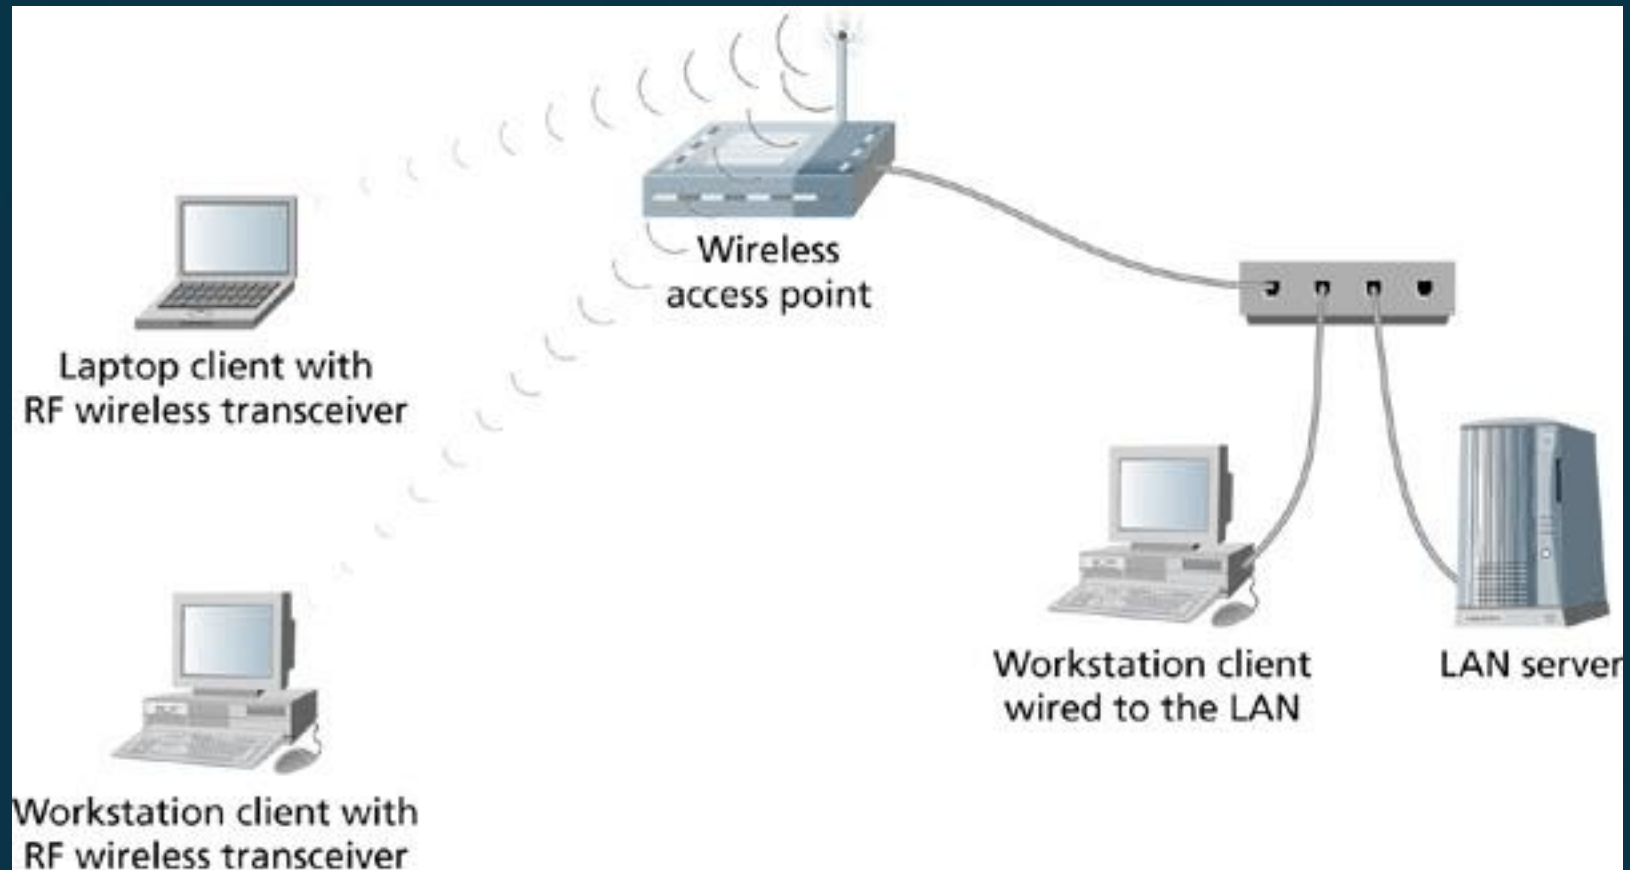 Wireless
access point
Laptop client with
RF wireless transceiver
Workstation client
wired to the LAN
LAN server
Workstation client with
RF wireless transceiver